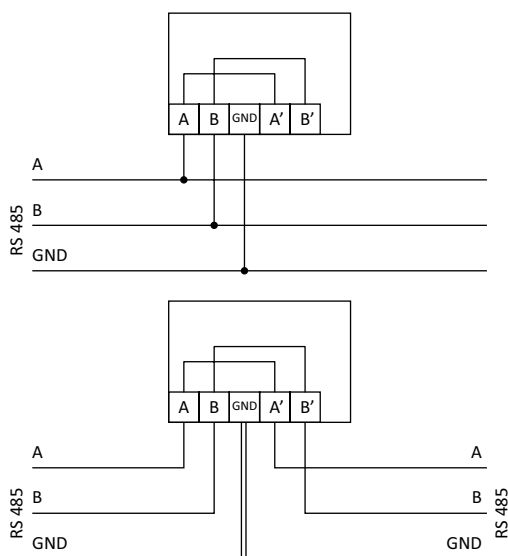 A B GND A’ B’
A
B
GND
RS 485
A B GND A’ B’
A A
B B
GND GND
RS 485 RS 485